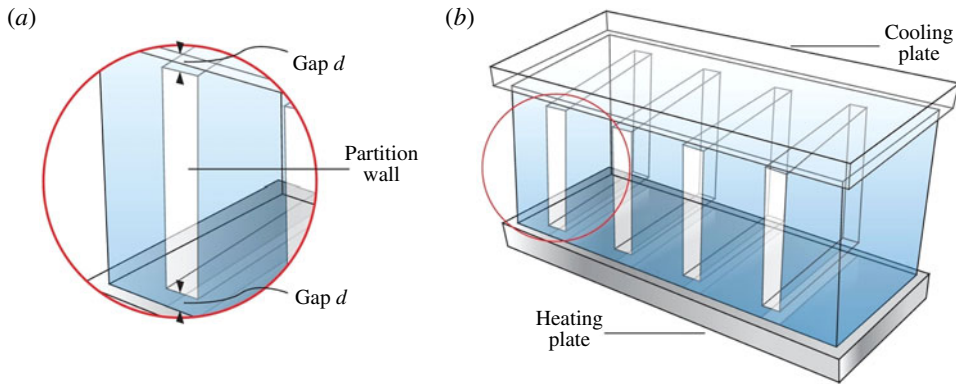 (a)
Gap d
Partition
wall
Gap d
(b)
Cooling
plate
Heating
plate